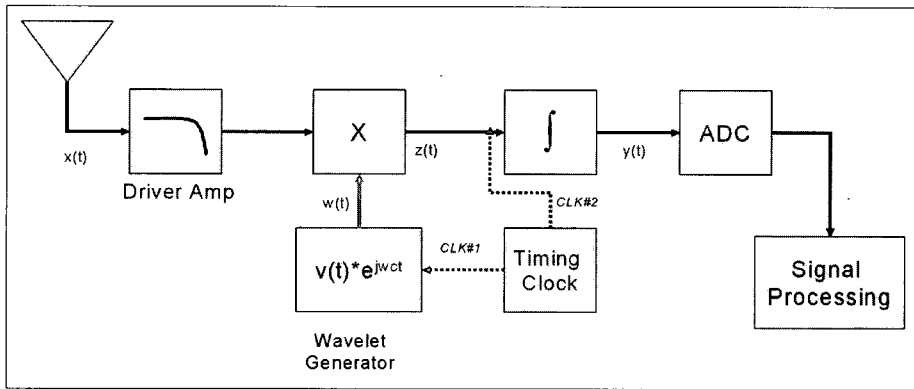 x(t)
Driver Amp
X
z(t)
∫
y(t)
ADC
w(t)
CLK#1
CLK#2
v(t)*e^jwct
Timing
Clock
Signal
Processing
Wavelet
Generator